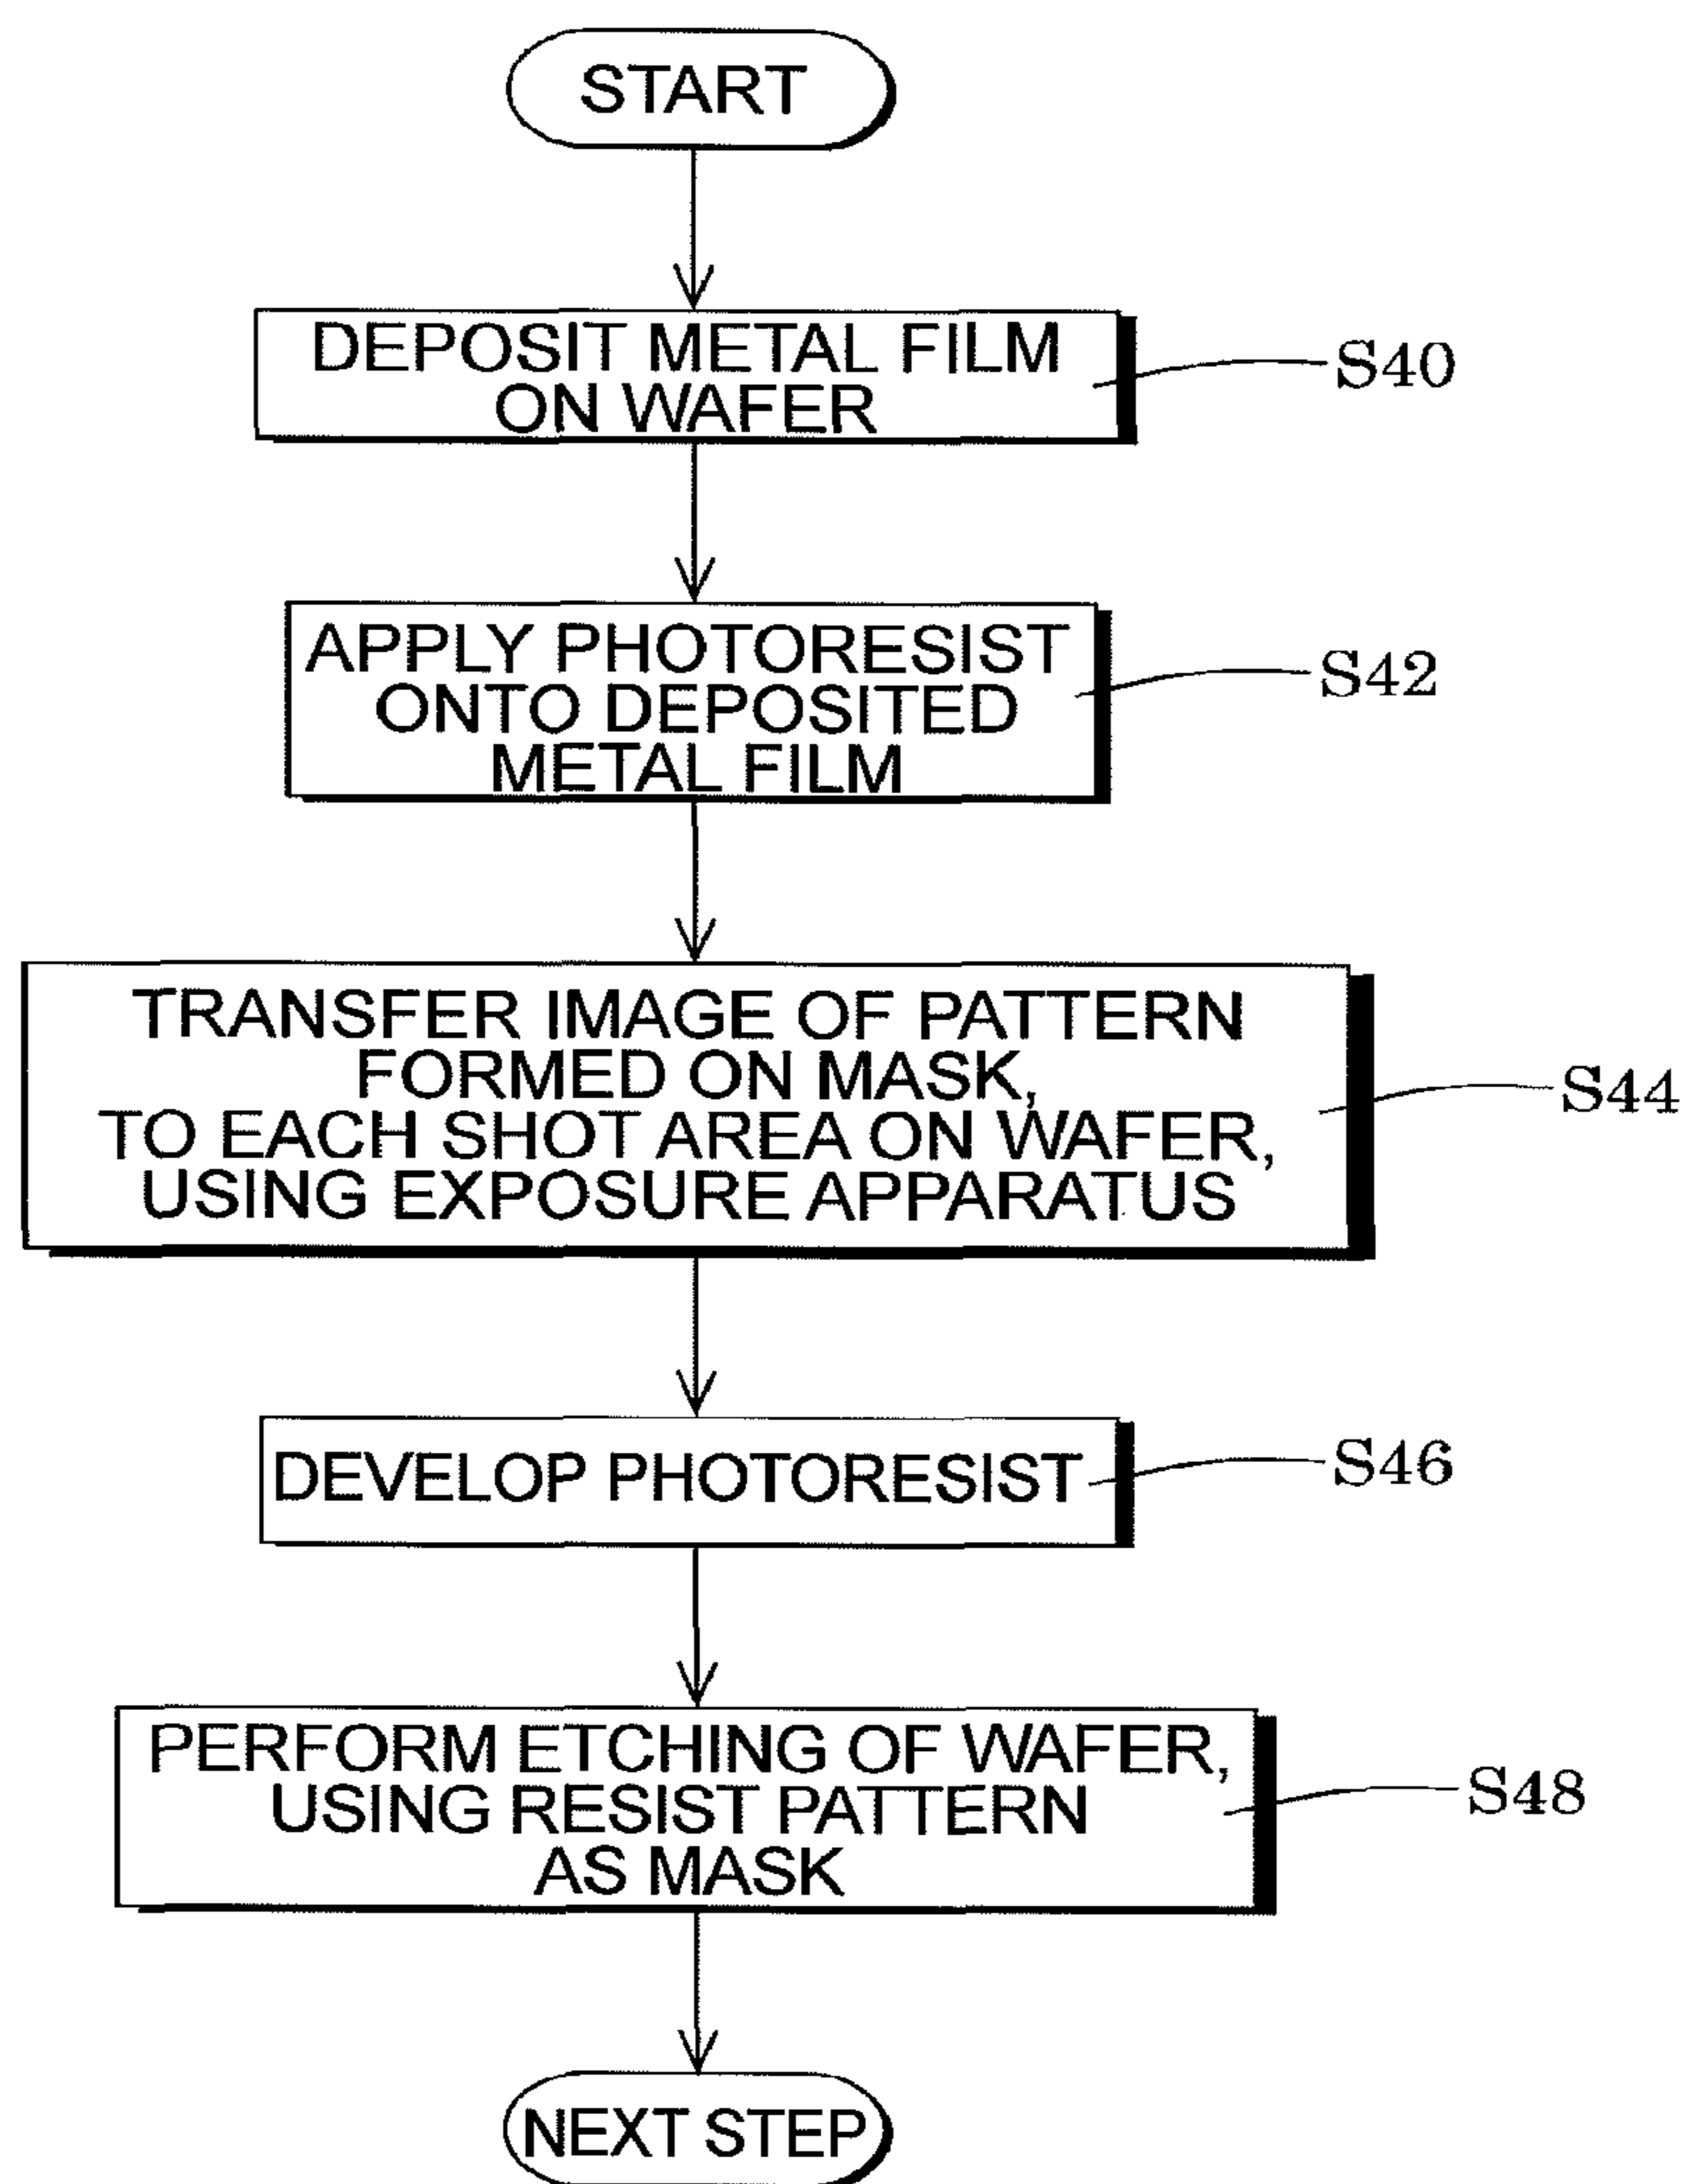 START
DEPOSIT METAL FILM
ON WAFER
S40
APPLY PHOTORESIST
ONTO DEPOSITED
METAL FILM
S42
TRANSFER IMAGE OF PATTERN
FORMED ON MASK,
TO EACH SHOT AREA ON WAFER,
USING EXPOSURE APPARATUS
S44
DEVELOP PHOTORESIST
S46
PERFORM ETCHING OF WAFER,
USING RESIST PATTERN
AS MASK
S48
NEXT STEP